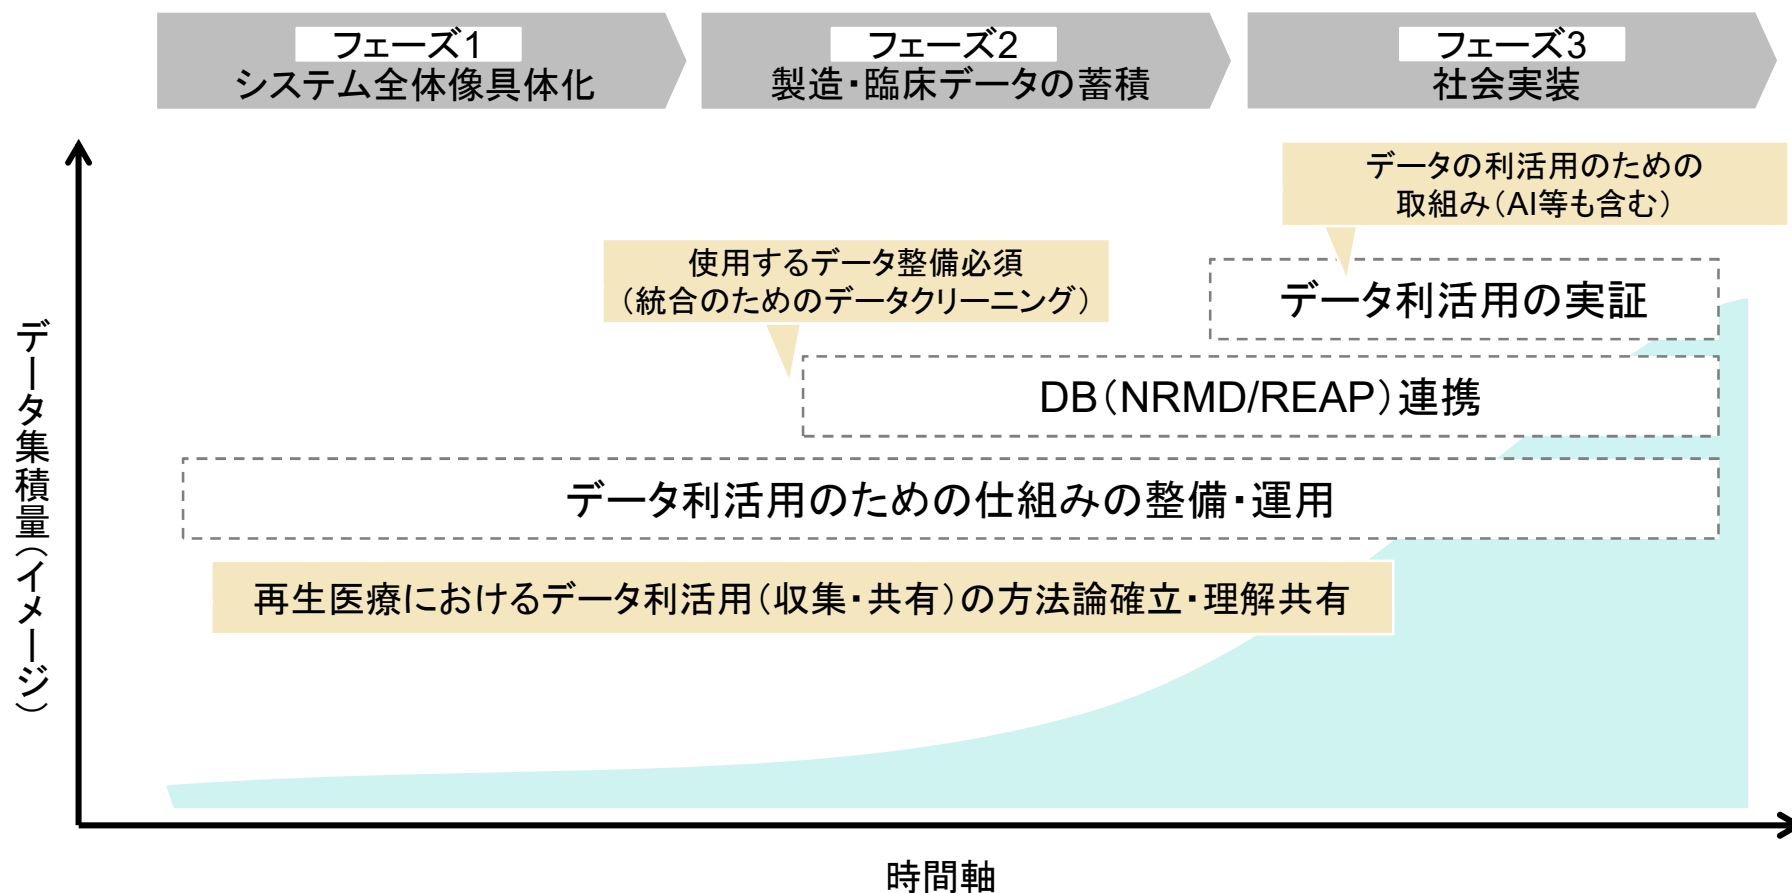 フェーズ1
システム全体像具体化
フェーズ2
製造・臨床データの蓄積
フェーズ3
社会実装
データの利活用のための
取組み（AI等も含む）
使用するデータ整備必須
（統合のためのデータクリーニング）
データ利活用の実証
DB（NRMD/REAP）連携
データ利活用のための仕組みの整備・運用
再生医療におけるデータ利活用（収集・共有）の方法論確立・理解共有
データ集積量（イメージ）
時間軸